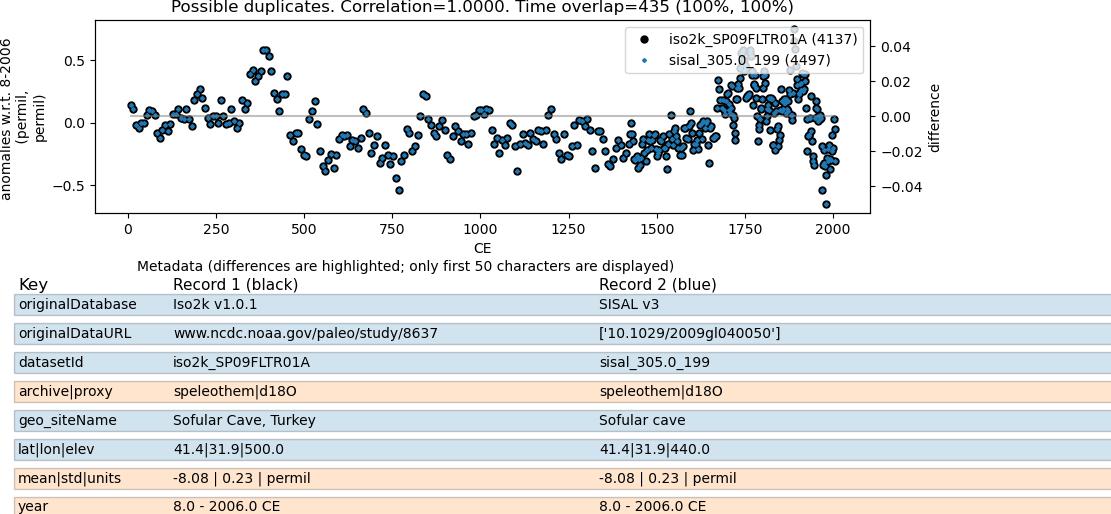 Possible duplicates. Correlation=1.0000. Time overlap=435 (100%, 100%)
anomalies w.r.t. 8-2006
(permil,
permil)
0.5
0.0
−0.5
iso2k_SP09FLTR01A (4137)
sisal_305.0_199 (4497)
0.04
0.02
0.00
−0.02
−0.04
difference
0 250 500 750 1000 1250 1500 1750 2000
CE
Metadata (differences are highlighted; only first 50 characters are displayed)
Key Record 1 (black) Record 2 (blue)
originalDatabase Iso2k v1.0.1 SISAL v3
originalDataURL www.ncdc.noaa.gov/paleo/study/8637 ['10.1029/2009gl040050']
datasetId iso2k_SP09FLTR01A sisal_305.0_199
archive|proxy speleothem|d18O speleothem|d18O
geo_siteName Sofular Cave, Turkey Sofular cave
lat|lon|elev 41.4|31.9|500.0 41.4|31.9|440.0
mean|std|units -8.08 | 0.23 | permil -8.08 | 0.23 | permil
year 8.0 - 2006.0 CE 8.0 - 2006.0 CE